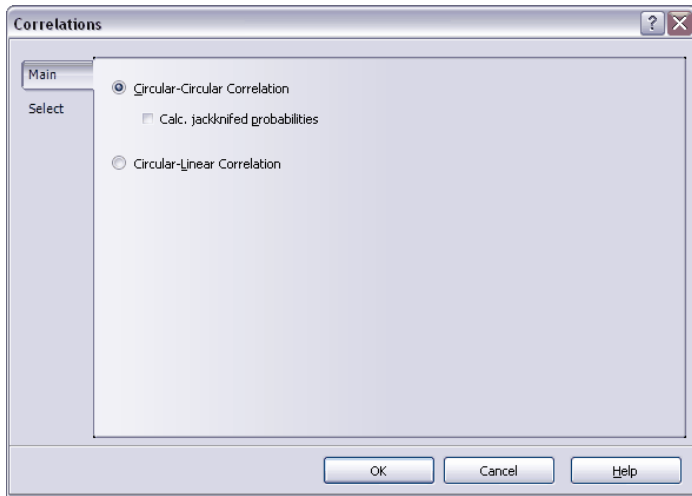 Correlations
Main
Select
Circular-Circular Correlation
Calc. jackknifed probabilities
Circular-Linear Correlation
OK
Cancel
Help